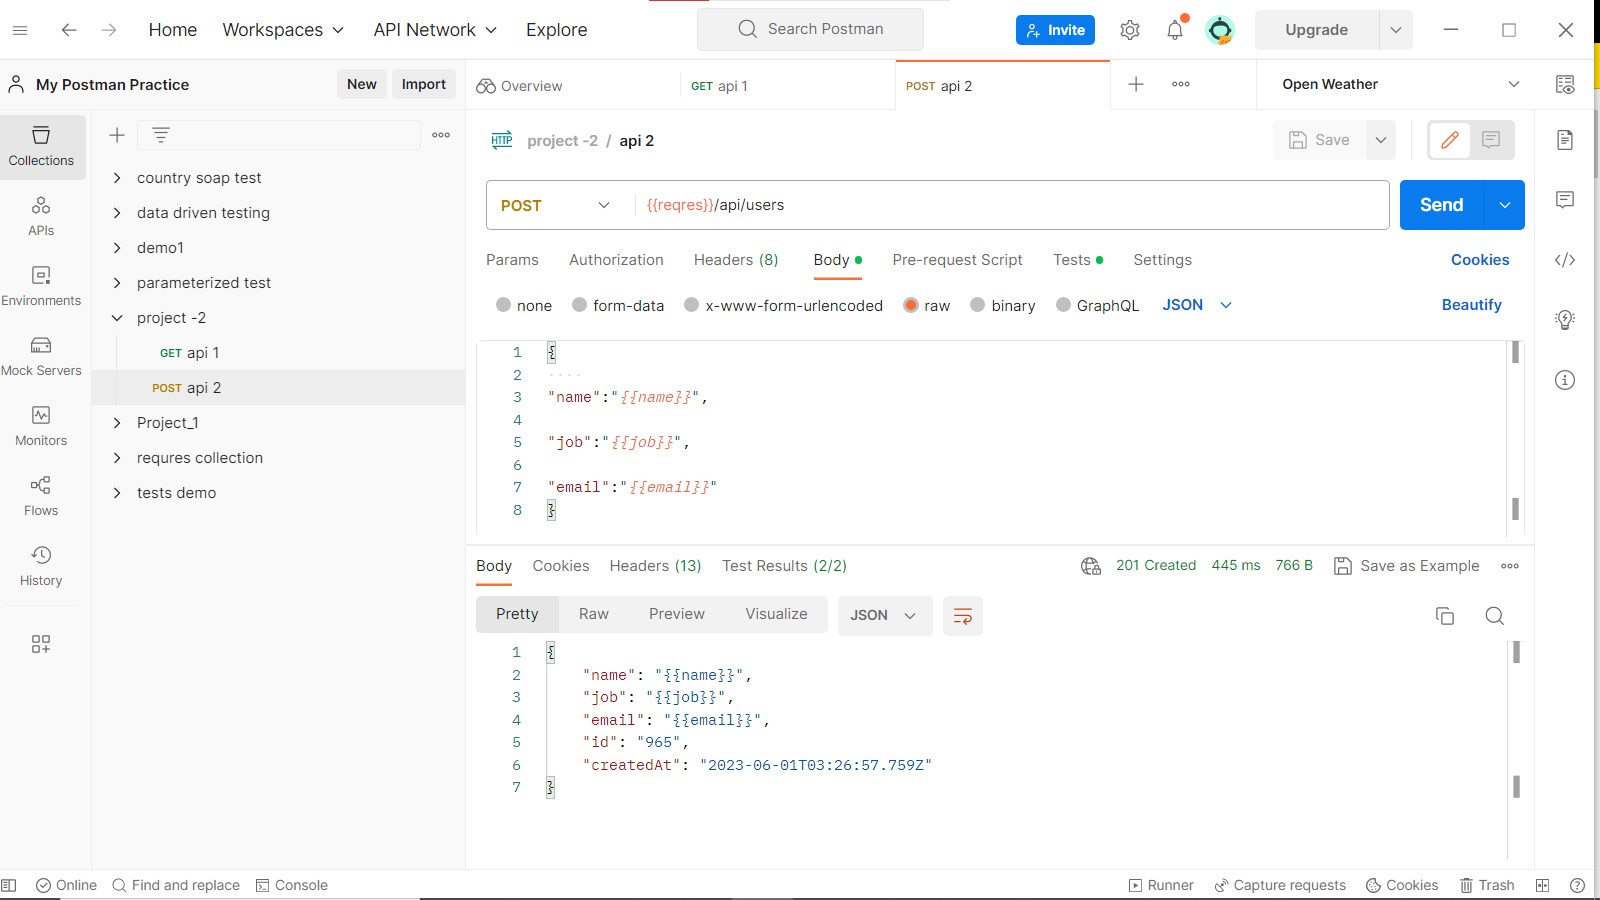 Home Workspaces API Network Explore Search Postman Invite Upgrade
My Postman Practice New Import Overview GET api 1 POST api 2 Open Weather
Collections
APIs
Environments
Mock Servers
Monitors
Flows
History
country soap test
data driven testing
demo1
parameterized test
project -2
GET api 1
POST api 2
Project_1
requres collection
tests demo
HTTP project -2 / api 2 Save
POST {{reqres}}/api/users Send
Params Authorization Headers (8) Body Pre-request Script Tests Settings Cookies
none form-data x-www-form-urlencoded raw binary GraphQL JSON Beautify
1 {
2 ....
3 "name":"{{name}}",
4
5 "job":"{{job}}",
6
7 "email":"{{email}}"
8 }
Body Cookies Headers (13) Test Results (2/2) 201 Created 445 ms 766 B Save as Example
Pretty Raw Preview Visualize JSON
1 {
2 "name": "{{name}}",
3 "job": "{{job}}",
4 "email": "{{email}}",
5 "id": "965",
6 "createdAt": "2023-06-01T03:26:57.759Z"
7 }
Online Find and replace Console Runner Capture requests Cookies Trash